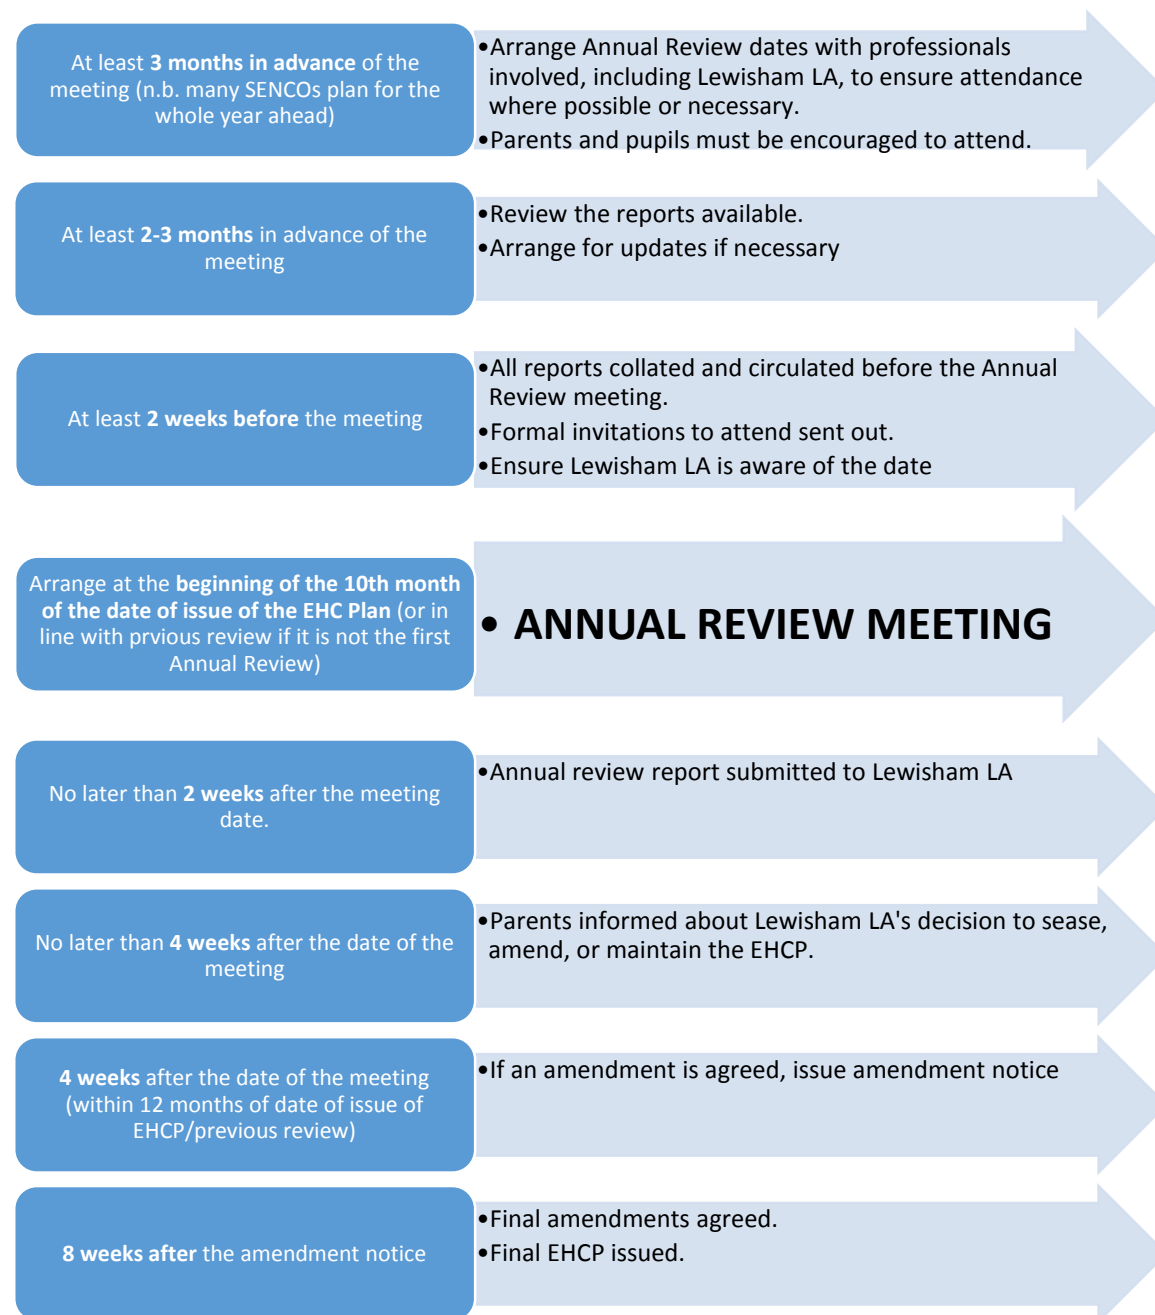 At least 3 months in advance of the
meeting (n.b. many SENCOs plan for the
whole year ahead)
•Arrange Annual Review dates with professionals
involved, including Lewisham LA, to ensure attendance
where possible or necessary.
•Parents and pupils must be encouraged to attend.
At least 2-3 months in advance of the
meeting
•Review the reports available.
•Arrange for updates if necessary
At least 2 weeks before the meeting
•All reports collated and circulated before the Annual
Review meeting.
•Formal invitations to attend sent out.
•Ensure Lewisham LA is aware of the date
Arrange at the beginning of the 10th month
of the date of issue of the EHC Plan (or in
line with prvious review if it is not the first
Annual Review)
• ANNUAL REVIEW MEETING
No later than 2 weeks after the meeting
date.
•Annual review report submitted to Lewisham LA
No later than 4 weeks after the date of the
meeting
•Parents informed about Lewisham LA's decision to sease,
amend, or maintain the EHCP.
4 weeks after the date of the meeting
(within 12 months of date of issue of
EHCP/previous review)
•If an amendment is agreed, issue amendment notice
8 weeks after the amendment notice
•Final amendments agreed.
•Final EHCP issued.